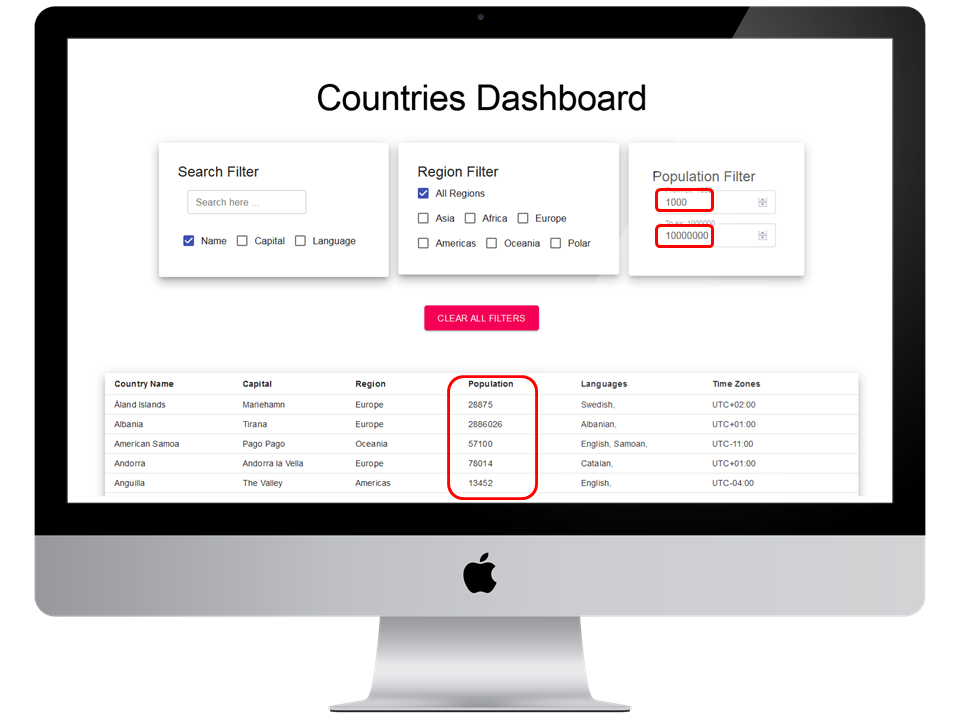 Countries Dashboard
Search Filter
Search here ...
Name Capital Language
Region Filter
All Regions
Asia Africa Europe
Americas Oceania Polar
Population Filter
1000
To ex. 1000000
10000000
CLEAR ALL FILTERS
Country Name Capital Region Population Languages Time Zones
Åland Islands Mariehamn Europe 28875 Swedish, UTC+02:00
Albania Tirana Europe 2886026 Albanian, UTC+01:00
American Samoa Pago Pago Oceania 57100 English, Samoan, UTC-11:00
Andorra Andorra la Vella Europe 78014 Catalan, UTC+01:00
Anguilla The Valley Americas 13452 English, UTC-04:00